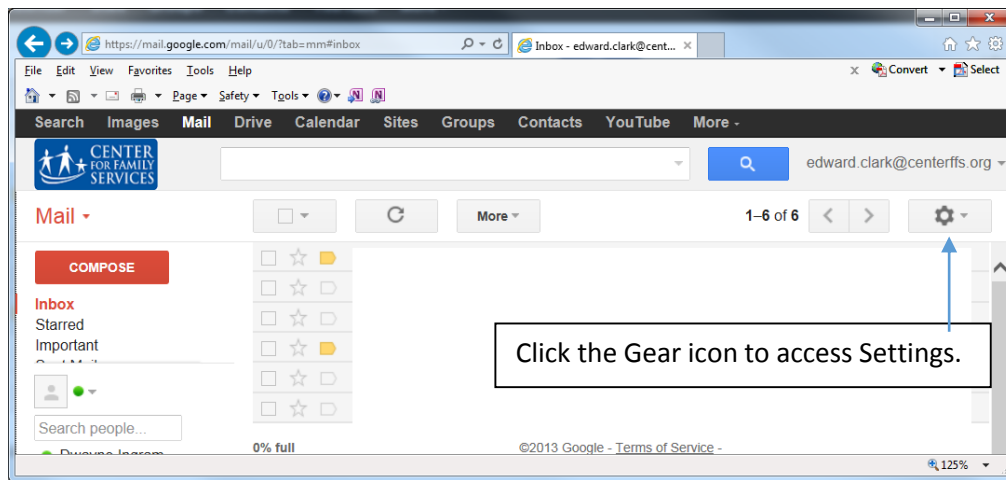 https://mail.google.com/mail/u/0/?tab=mm#inbox
Inbox - edward.clark@cent...
File Edit View Favorites Tools Help
x Convert Select
Page Safety Tools
Search Images Mail Drive Calendar Sites Groups Contacts YouTube More
CENTER
FOR FAMILY
SERVICES
edward.clark@centerffs.org
Mail
More
1–6 of 6
COMPOSE
Inbox
Starred
Important
Click the Gear icon to access Settings.
Search people...
0% full
©2013 Google - Terms of Service -
125%